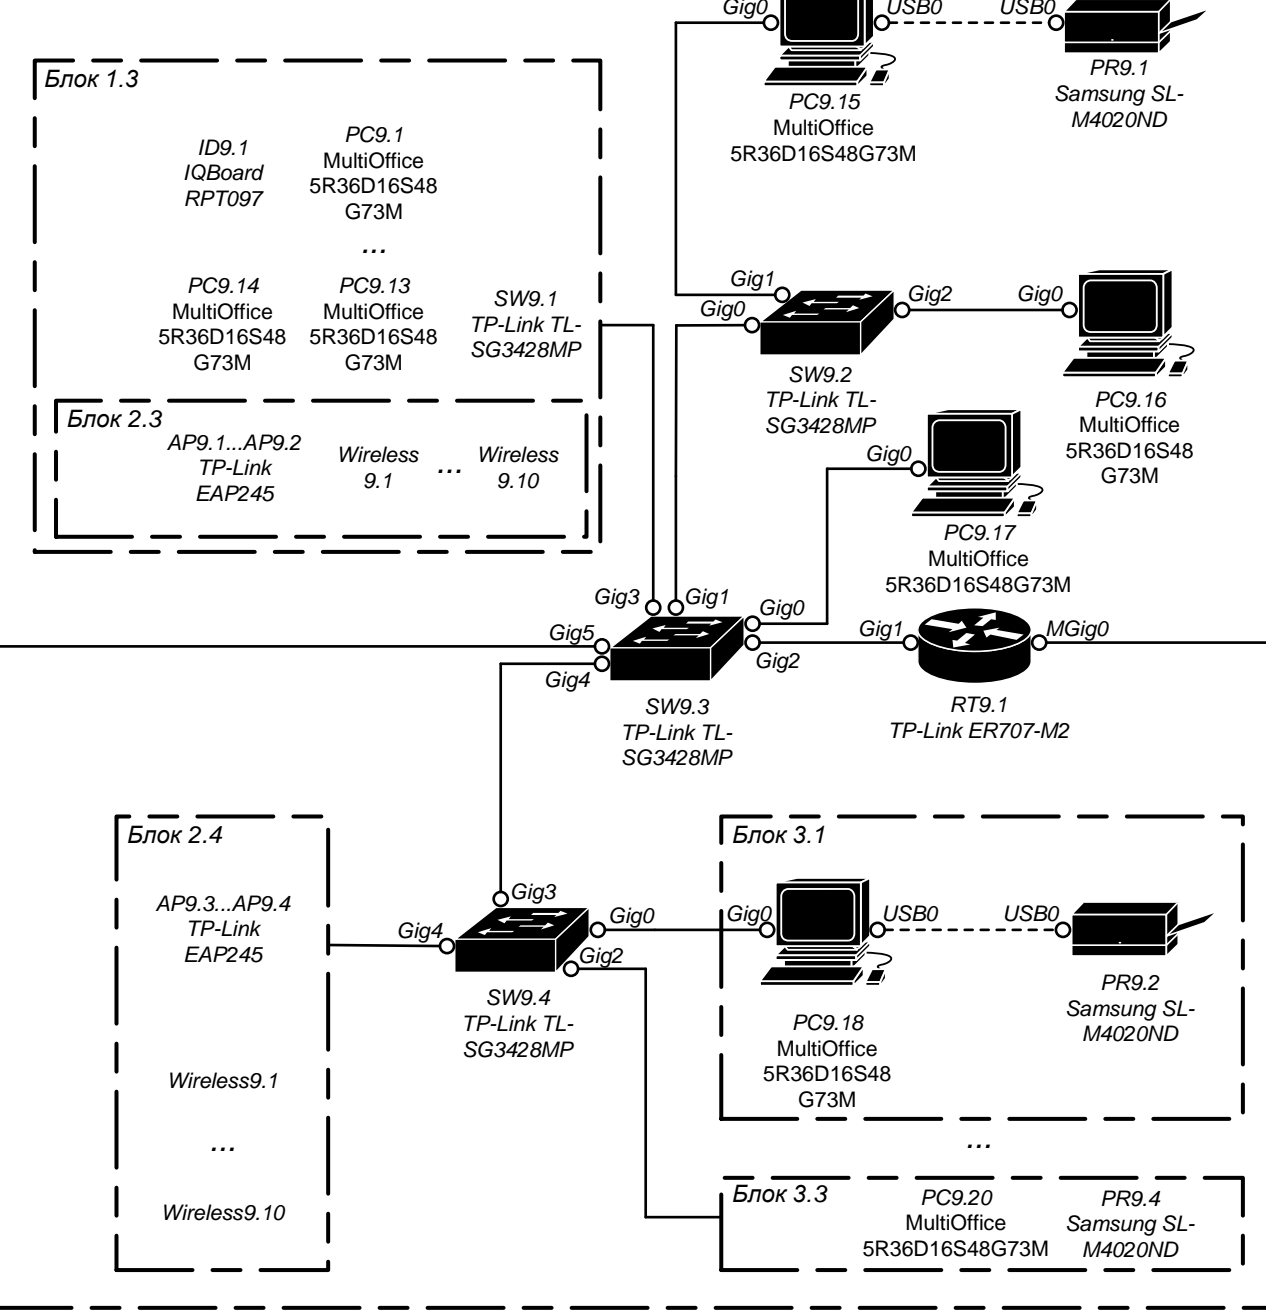 Gig0
USB0
USB0
PC9.15
MultiOffice
5R36D16S48G73M
PR9.1
Samsung SL-
M4020ND
Блок 1.3
ID9.1
IQBoard
RPT097
PC9.1
MultiOffice
5R36D16S48
G73M
...
PC9.14
MultiOffice
5R36D16S48
G73M
PC9.13
MultiOffice
5R36D16S48
G73M
SW9.1
TP-Link TL-
SG3428MP
Блок 2.3
AP9.1...AP9.2
TP-Link
EAP245
Wireless
9.1
...
Wireless
9.10
Gig1
Gig0
Gig2
Gig0
SW9.2
TP-Link TL-
SG3428MP
PC9.16
MultiOffice
5R36D16S48
G73M
Gig0
PC9.17
MultiOffice
5R36D16S48G73M
Gig3
Gig1
Gig0
Gig5
Gig4
Gig2
Gig1
MGig0
SW9.3
TP-Link TL-
SG3428MP
RT9.1
TP-Link ER707-M2
Блок 2.4
AP9.3...AP9.4
TP-Link
EAP245
Wireless9.1
...
Wireless9.10
Gig3
Gig4
Gig0
Gig2
SW9.4
TP-Link TL-
SG3428MP
Блок 3.1
Gig0
USB0
USB0
PC9.18
MultiOffice
5R36D16S48
G73M
PR9.2
Samsung SL-
M4020ND
...
Блок 3.3
PC9.20
MultiOffice
5R36D16S48G73M
PR9.4
Samsung SL-
M4020ND